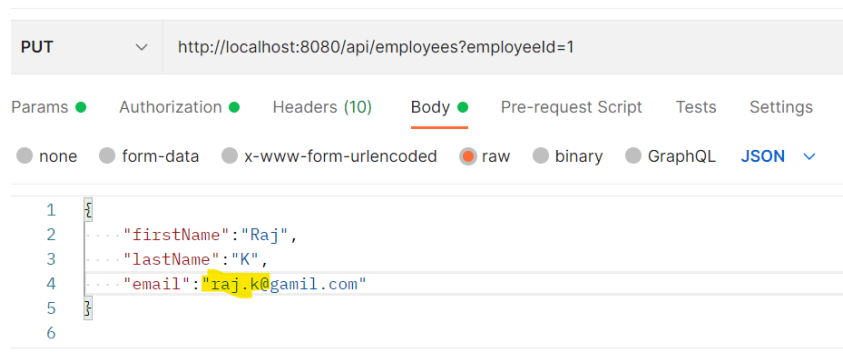 PUT http://localhost:8080/api/employees?employeeId=1
Params Authorization Headers (10) Body Pre-request Script Tests Settings
none form-data x-www-form-urlencoded raw binary GraphQL JSON
1 {
2 "firstName":"Raj",
3 "lastName":"K",
4 "email":"raj.k@gamil.com"
5 }
6